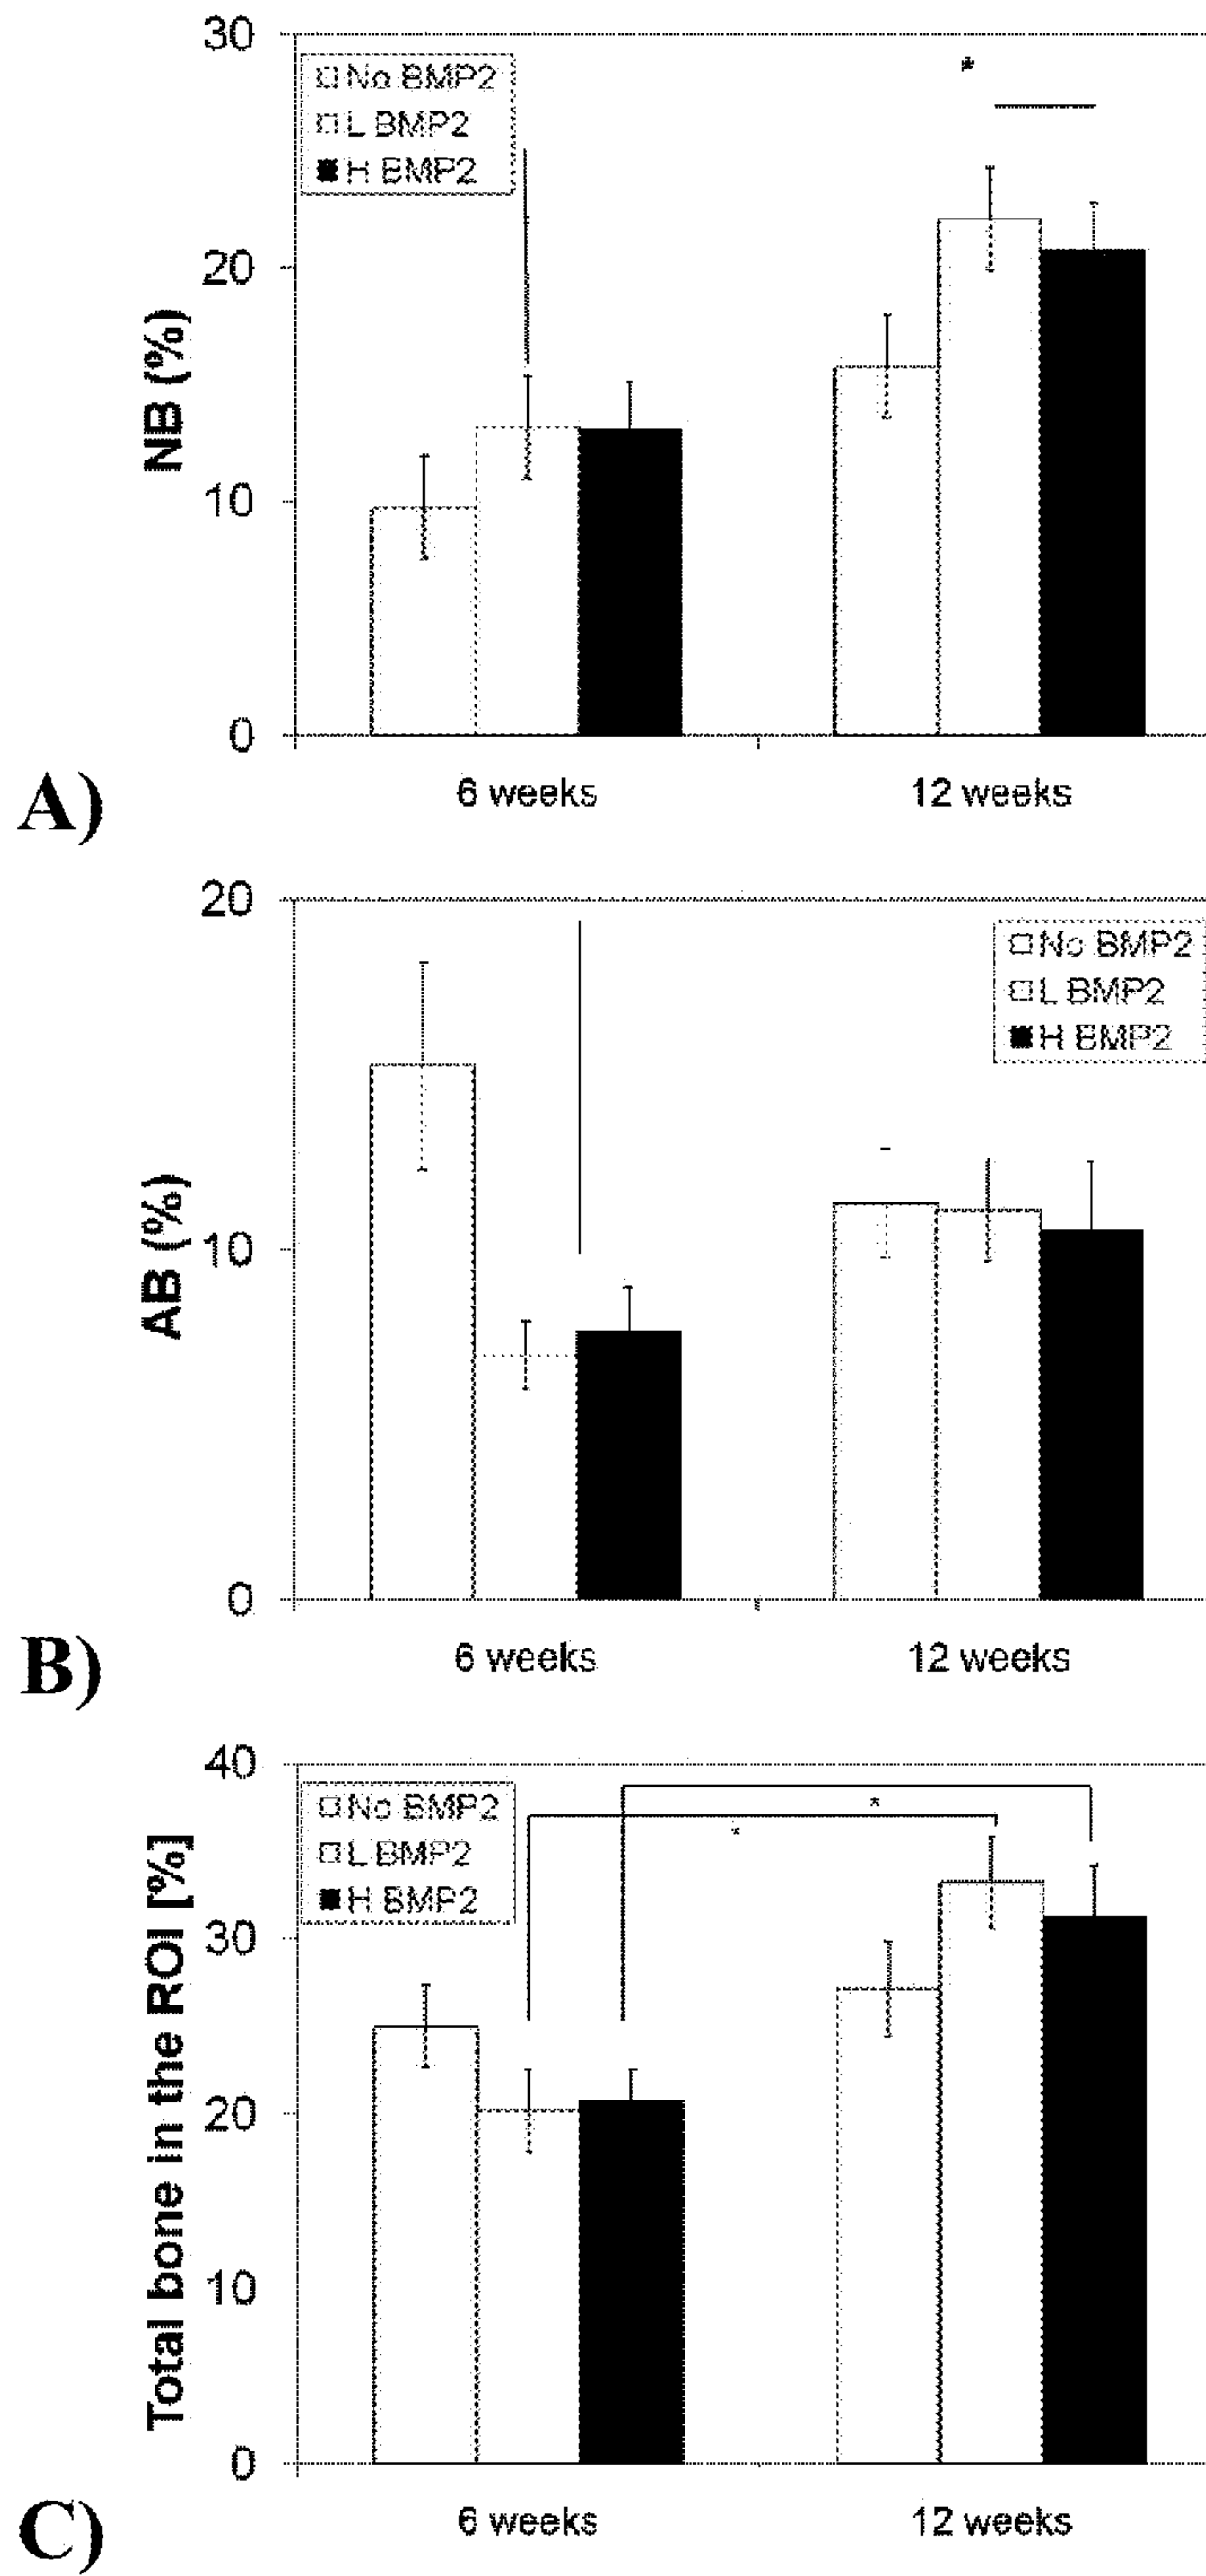 30
No BMP2
L BMP2
H BMP2
*
20
NB (%)
10
0
6 weeks
12 weeks
A)
20
No BMP2
L BMP2
H BMP2
AB (%)
10
0
6 weeks
12 weeks
B)
40
No BMP2
L BMP2
H BMP2
*
*
30
Total bone in the ROI [%]
20
10
0
6 weeks
12 weeks
C)